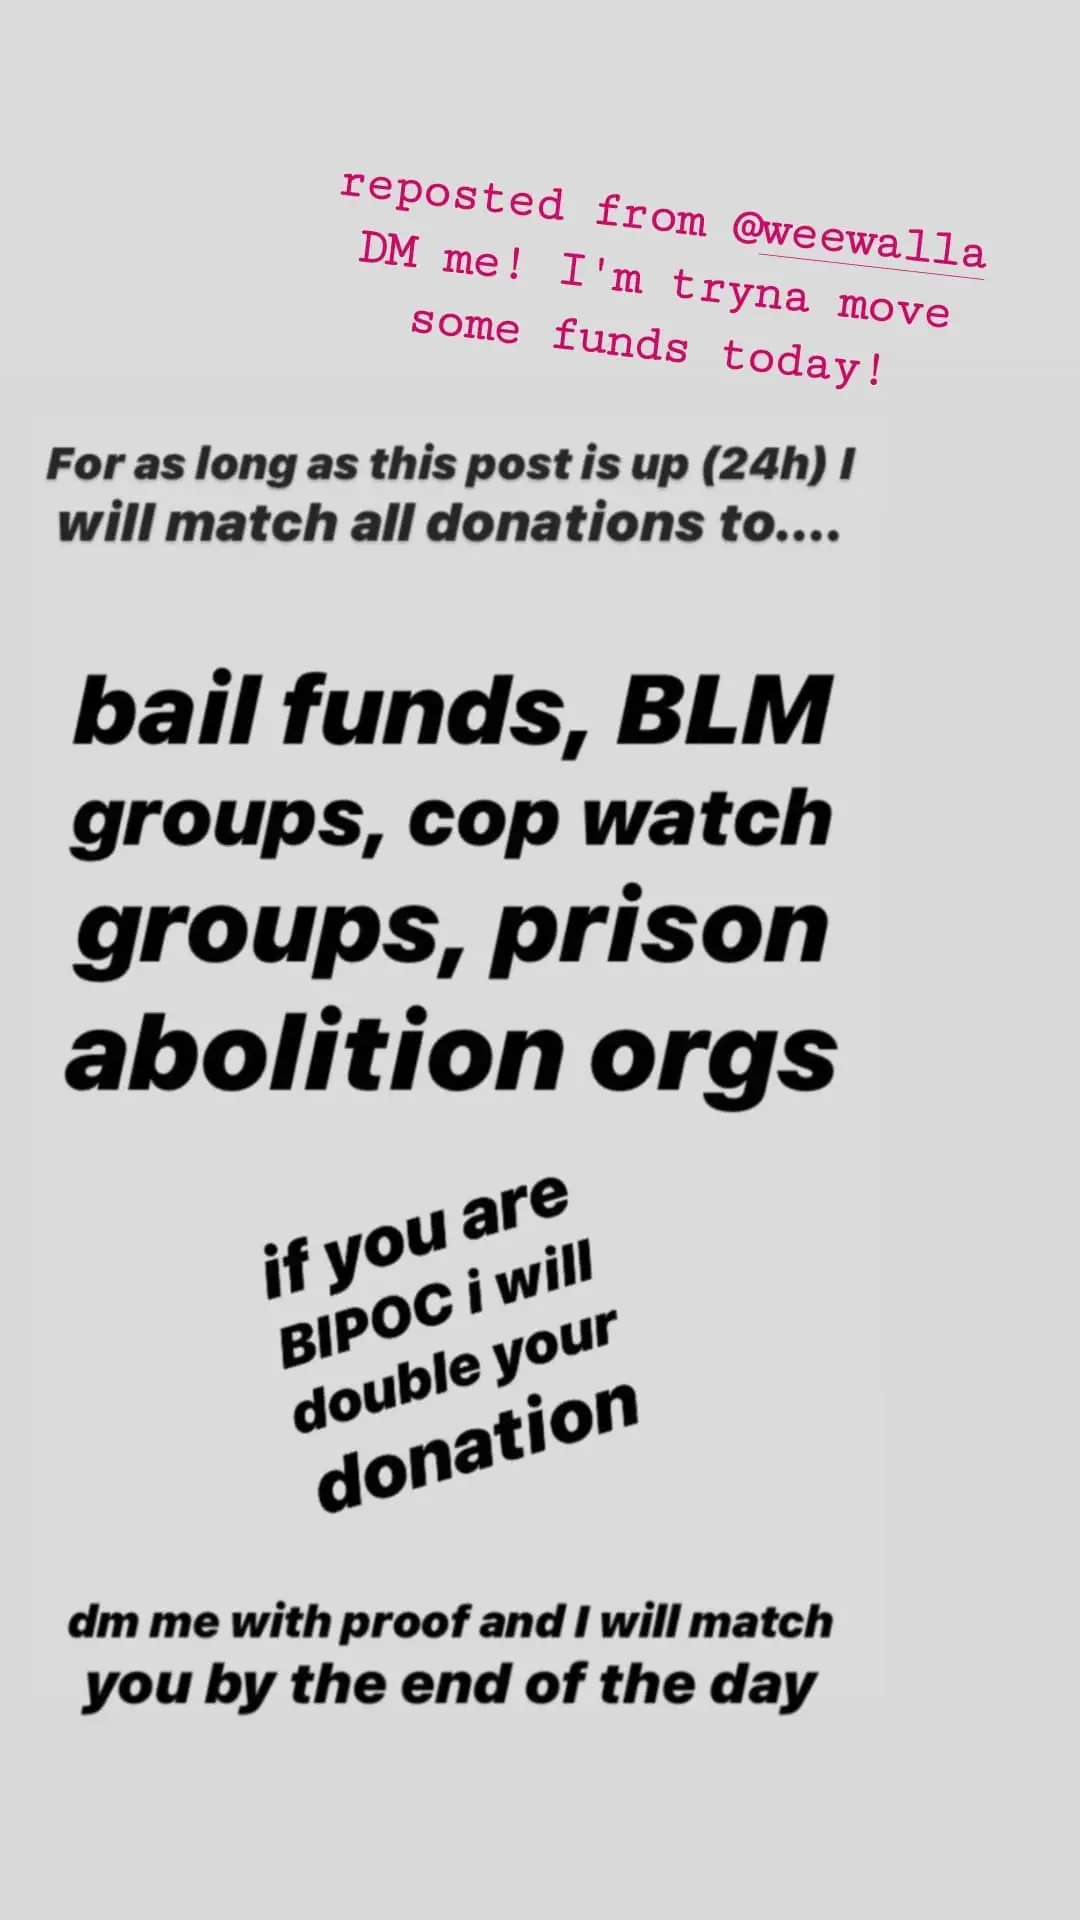 reposted from @weewalla
DM me! I'm tryna move
some funds today!
For as long as this post is up (24h) I
will match all donations to....
bail funds, BLM
groups, cop watch
groups, prison
abolition orgs
if you are
BIPOC i will
double your
donation
dm me with proof and I will match
you by the end of the day